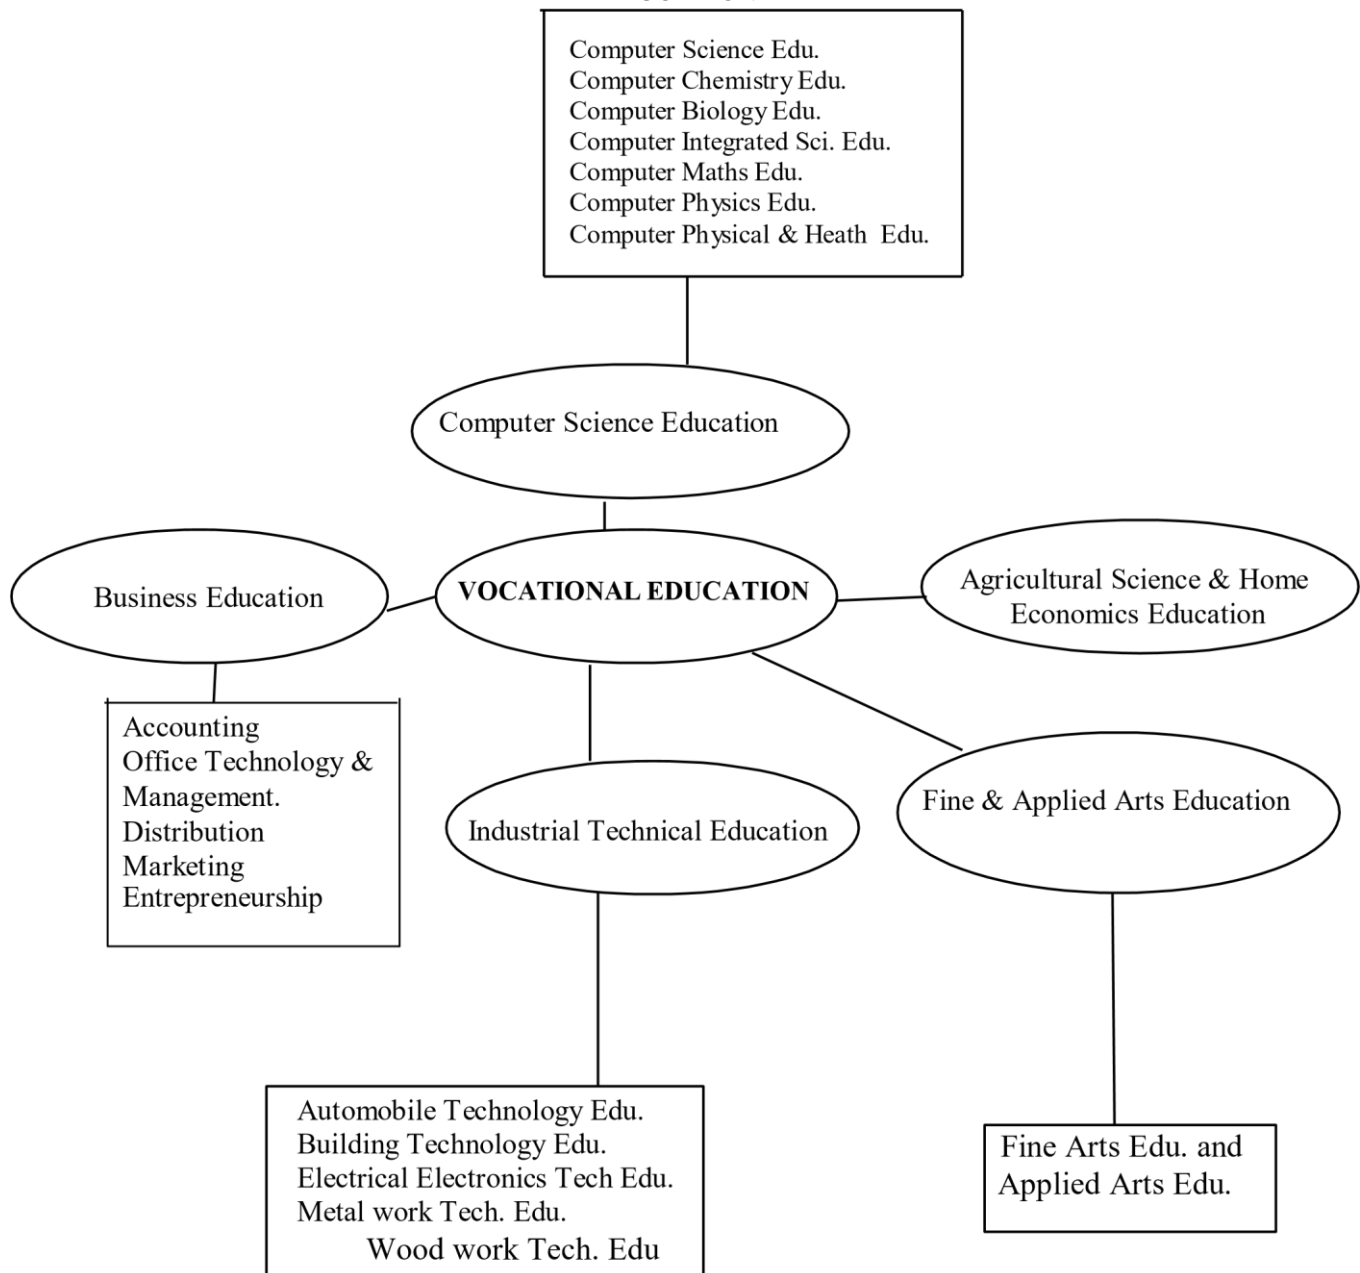 Computer Science Edu.
Computer Chemistry Edu.
Computer Biology Edu.
Computer Integrated Sci. Edu.
Computer Maths Edu.
Computer Physics Edu.
Computer Physical & Heath Edu.
Computer Science Education
Business Education
VOCATIONAL EDUCATION
Agricultural Science & Home
Economics Education
Accounting
Office Technology &
Management.
Distribution
Marketing
Entrepreneurship
Industrial Technical Education
Fine & Applied Arts Education
Automobile Technology Edu.
Building Technology Edu.
Electrical Electronics Tech Edu.
Metal work Tech. Edu.
Wood work Tech. Edu
Fine Arts Edu. and
Applied Arts Edu.